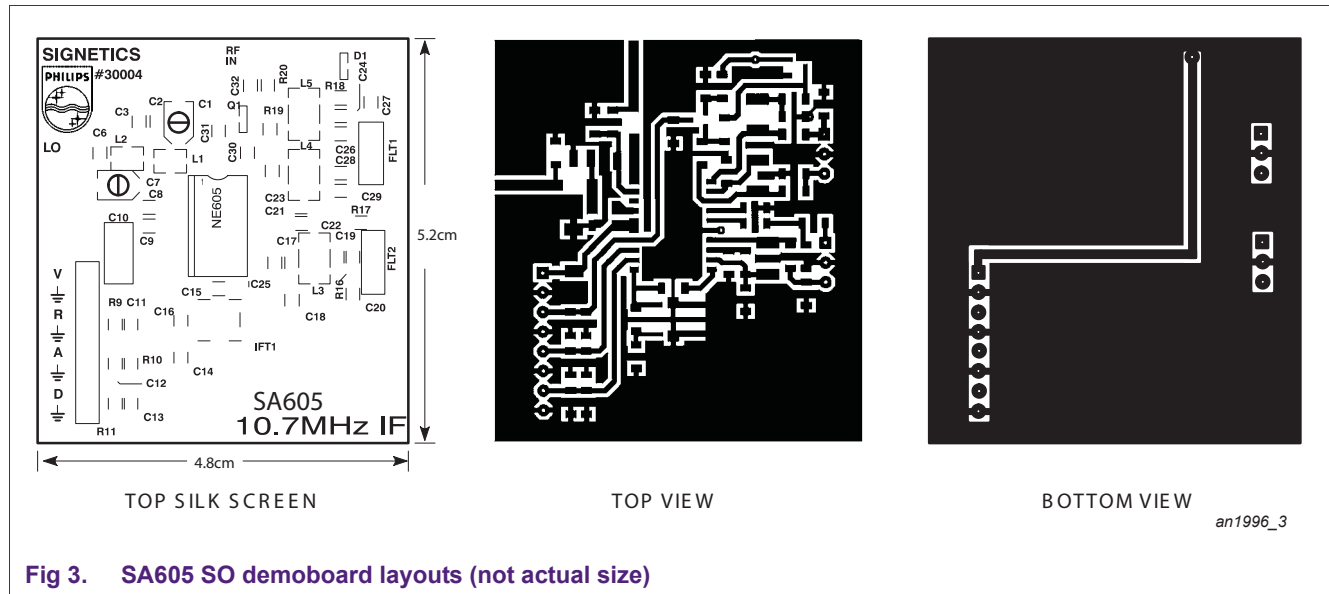 SIGNETICS
PHILIPS
#30004
LO
RF
IN
C32
R20
D1
C24
R18
C27
L5
Q1
R19
C3
C2
C1
C31
C6
L2
L1
C30
L4
C26
C28
FLT1
C7
C8
NE605
C23
C29
C21
R17
C10
C9
C22
C17
C19
FLT2
V
R
A
D
C15
C25
L3
R16
C20
R9
C11
C16
C18
IFT1
R10
C14
C12
C13
R11
SA605
10.7MHz IF
5.2cm
4.8cm
TOP SILK SCREEN
TOP VIEW
BOTTOM VIEW
an1996_3
Fig 3. SA605 SO demoboard layouts (not actual size)